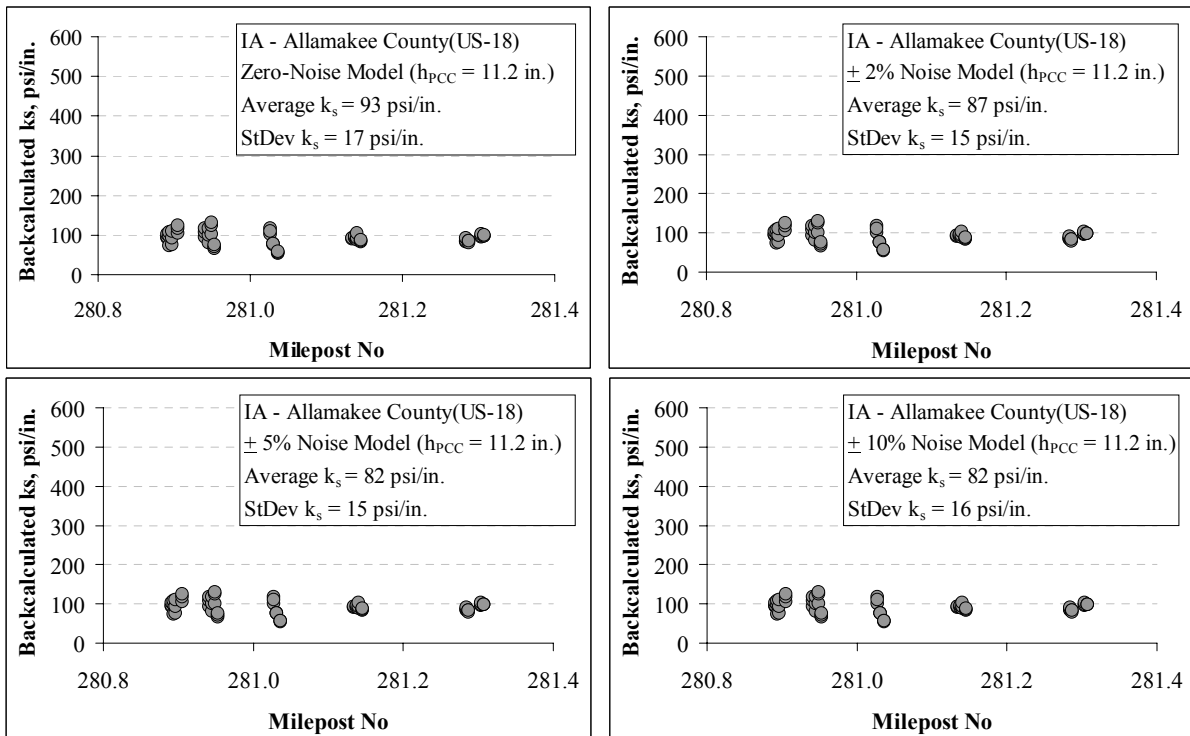 Backcalculated ks, psi/in.
600
500
400
300
200
100
0
IA - Allamakee County(US-18)
Zero-Noise Model (hPCC = 11.2 in.)
Average ks = 93 psi/in.
StDev ks = 17 psi/in.
280.8 281.0 281.2 281.4
Milepost No
Backcalculated ks, psi/in.
600
500
400
300
200
100
0
IA - Allamakee County(US-18)
± 2% Noise Model (hPCC = 11.2 in.)
Average ks = 87 psi/in.
StDev ks = 15 psi/in.
280.8 281.0 281.2 281.4
Milepost No
Backcalculated ks, psi/in.
600
500
400
300
200
100
0
IA - Allamakee County(US-18)
± 5% Noise Model (hPCC = 11.2 in.)
Average ks = 82 psi/in.
StDev ks = 15 psi/in.
280.8 281.0 281.2 281.4
Milepost No
Backcalculated ks, psi/in.
600
500
400
300
200
100
0
IA - Allamakee County(US-18)
± 10% Noise Model (hPCC = 11.2 in.)
Average ks = 82 psi/in.
StDev ks = 16 psi/in.
280.8 281.0 281.2 281.4
Milepost No